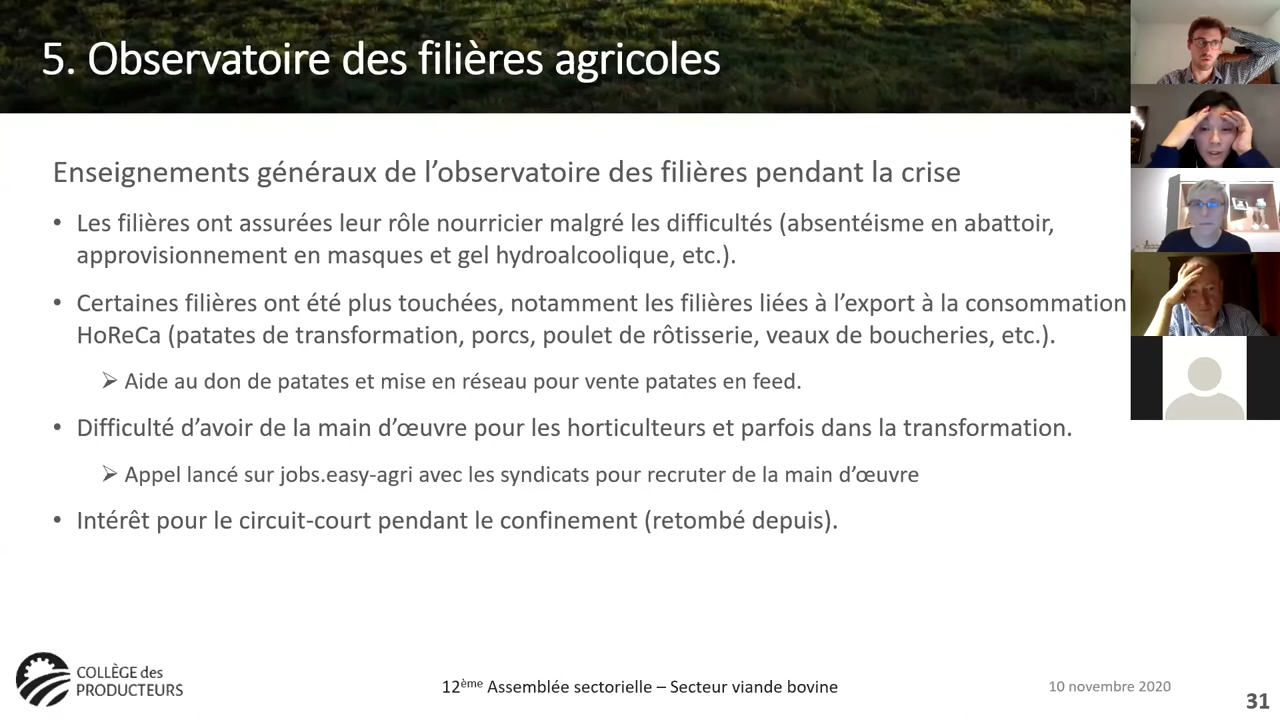 5. Observatoire des filières agricoles
Enseignements généraux de l’observatoire des filières pendant la crise
• Les filières ont assurées leur rôle nourricier malgré les difficultés (absentéisme en abattoir,
approvisionnement en masques et gel hydroalcoolique, etc.).
• Certaines filières ont été plus touchées, notamment les filières liées à l’export à la consommation
HoReCa (patates de transformation, porcs, poulet de rôtisserie, veaux de boucheries, etc.).
➢ Aide au don de patates et mise en réseau pour vente patates en feed.
• Difficulté d’avoir de la main d’œuvre pour les horticulteurs et parfois dans la transformation.
➢ Appel lancé sur jobs.easy-agri avec les syndicats pour recruter de la main d’œuvre
• Intérêt pour le circuit-court pendant le confinement (retombé depuis).
COLLÈGE des
PRODUCTEURS
12ème Assemblée sectorielle – Secteur viande bovine
10 novembre 2020
31